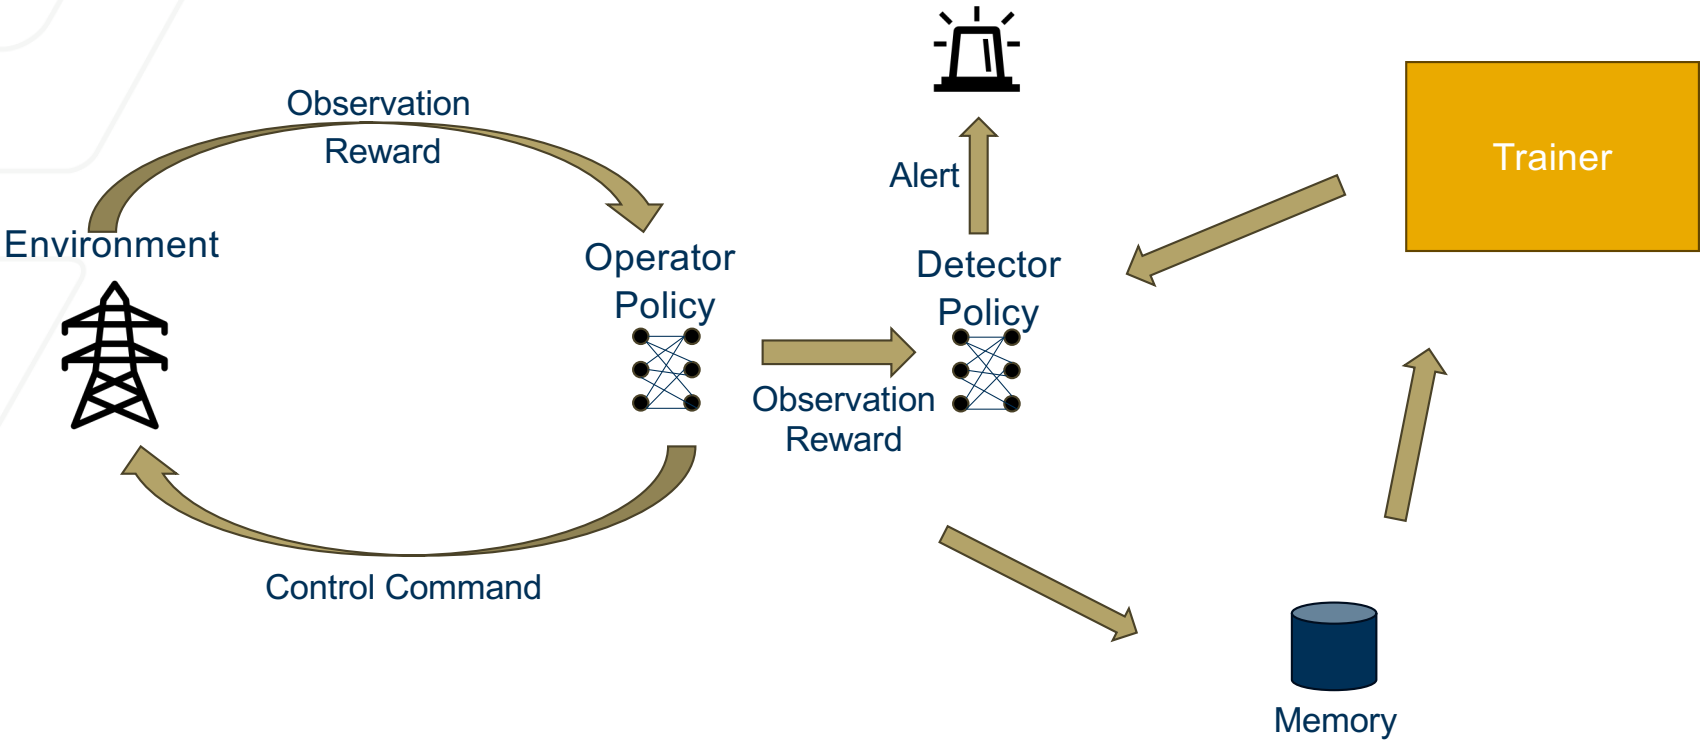 Observation
Reward
Environment
Operator
Policy
Control Command
Observation
Reward
Alert
Detector
Policy
Trainer
Memory